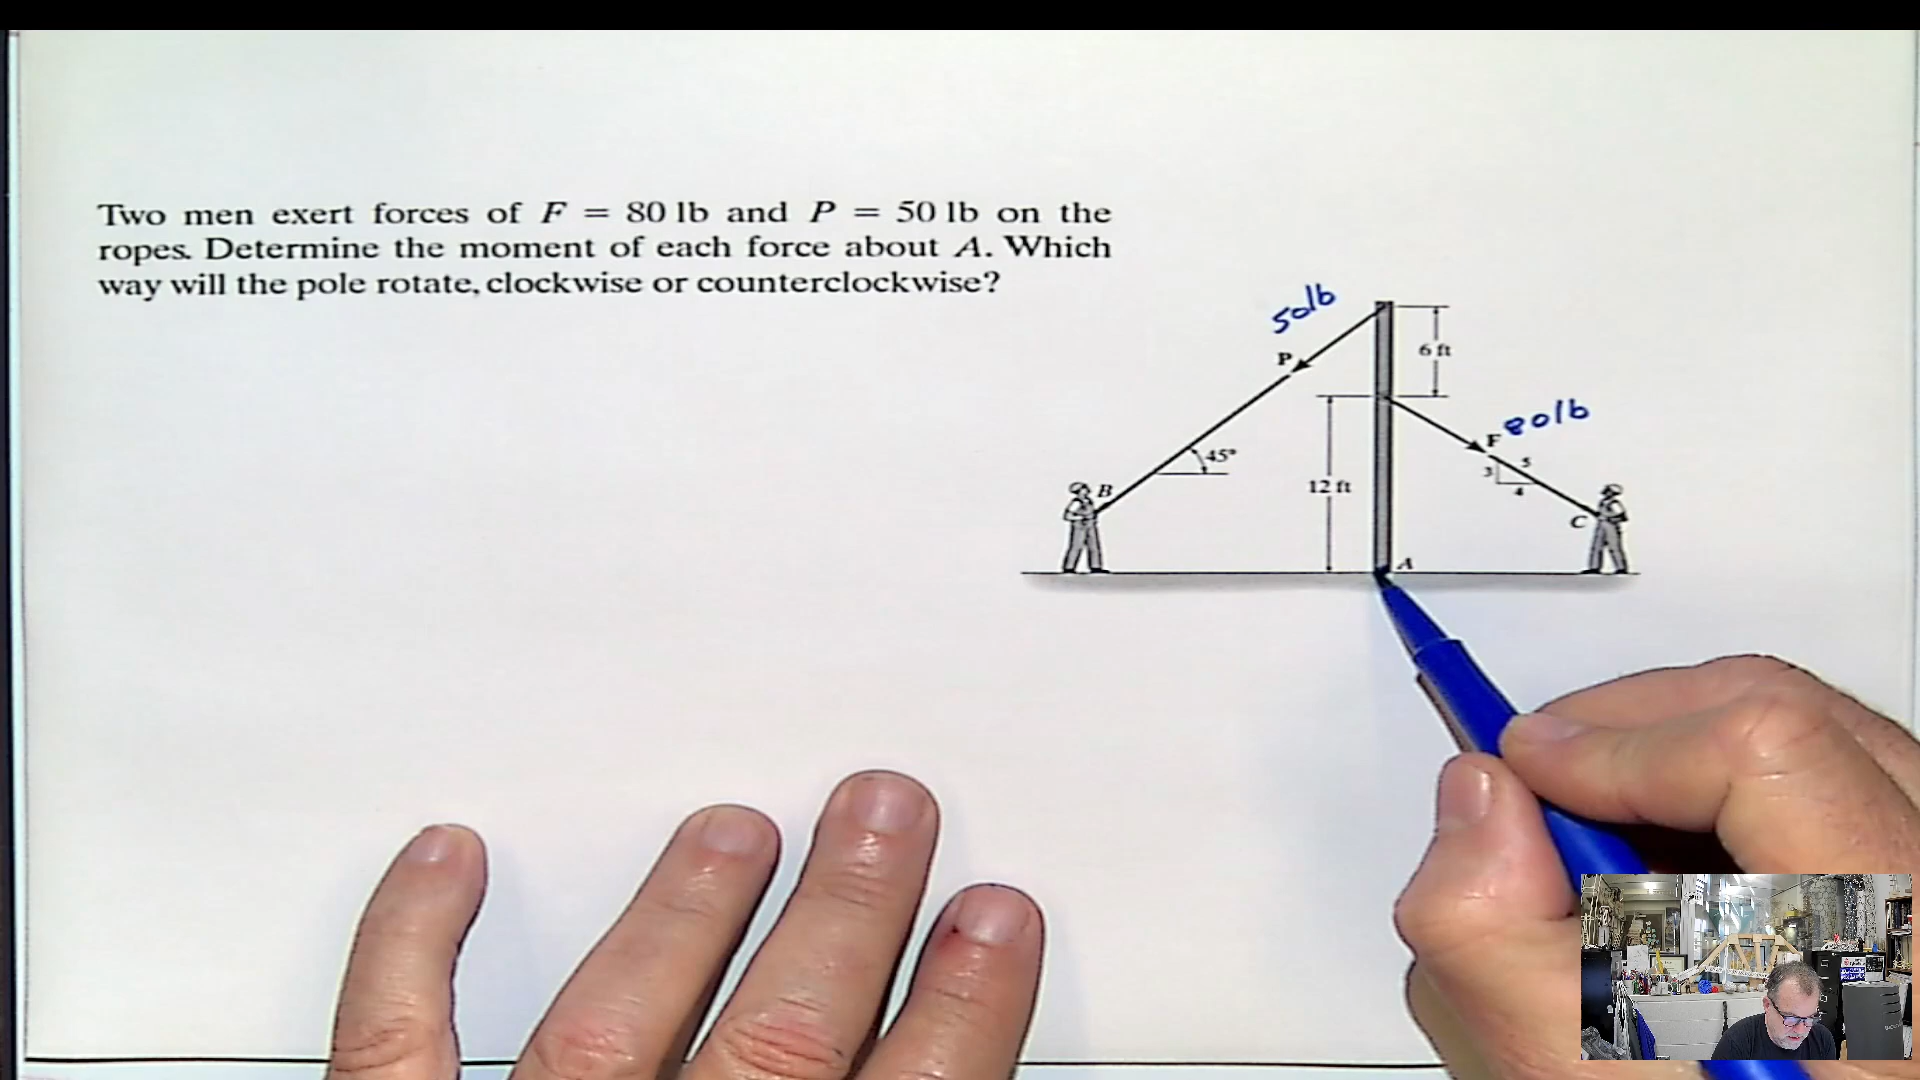 Two men exert forces of F = 80 lb and P = 50 lb on the
ropes. Determine the moment of each force about A. Which
way will the pole rotate, clockwise or counterclockwise?
50lb
P
6 ft
80lb
F
45°
3
5
4
12 ft
B
C
A